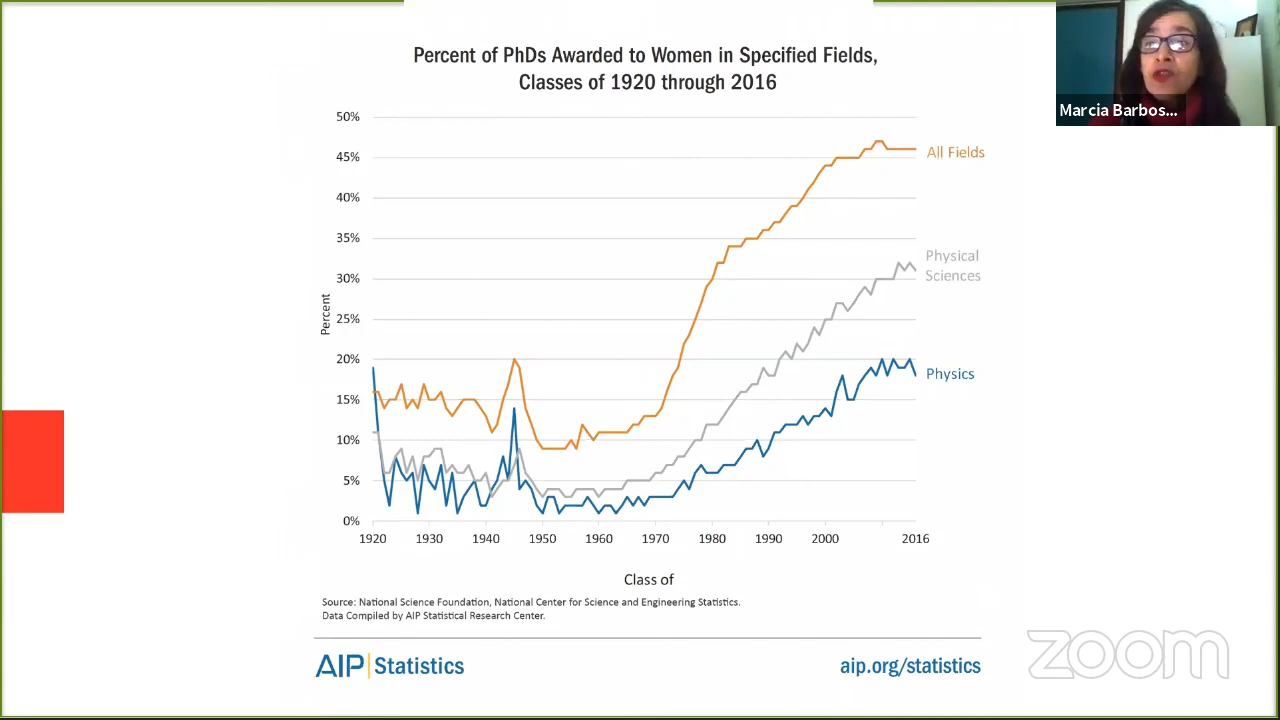 Percent of PhDs Awarded to Women in Specified Fields,
Classes of 1920 through 2016
Marcia Barbos...
50%
45%
40%
35%
30%
25%
20%
15%
10%
5%
0%
Percent
All Fields
Physical
Sciences
Physics
1920
1930
1940
1950
1960
1970
1980
1990
2000
2016
Class of
Source: National Science Foundation, National Center for Science and Engineering Statistics.
Data Compiled by AIP Statistical Research Center.
AIP Statistics
aip.org/statistics
zoom